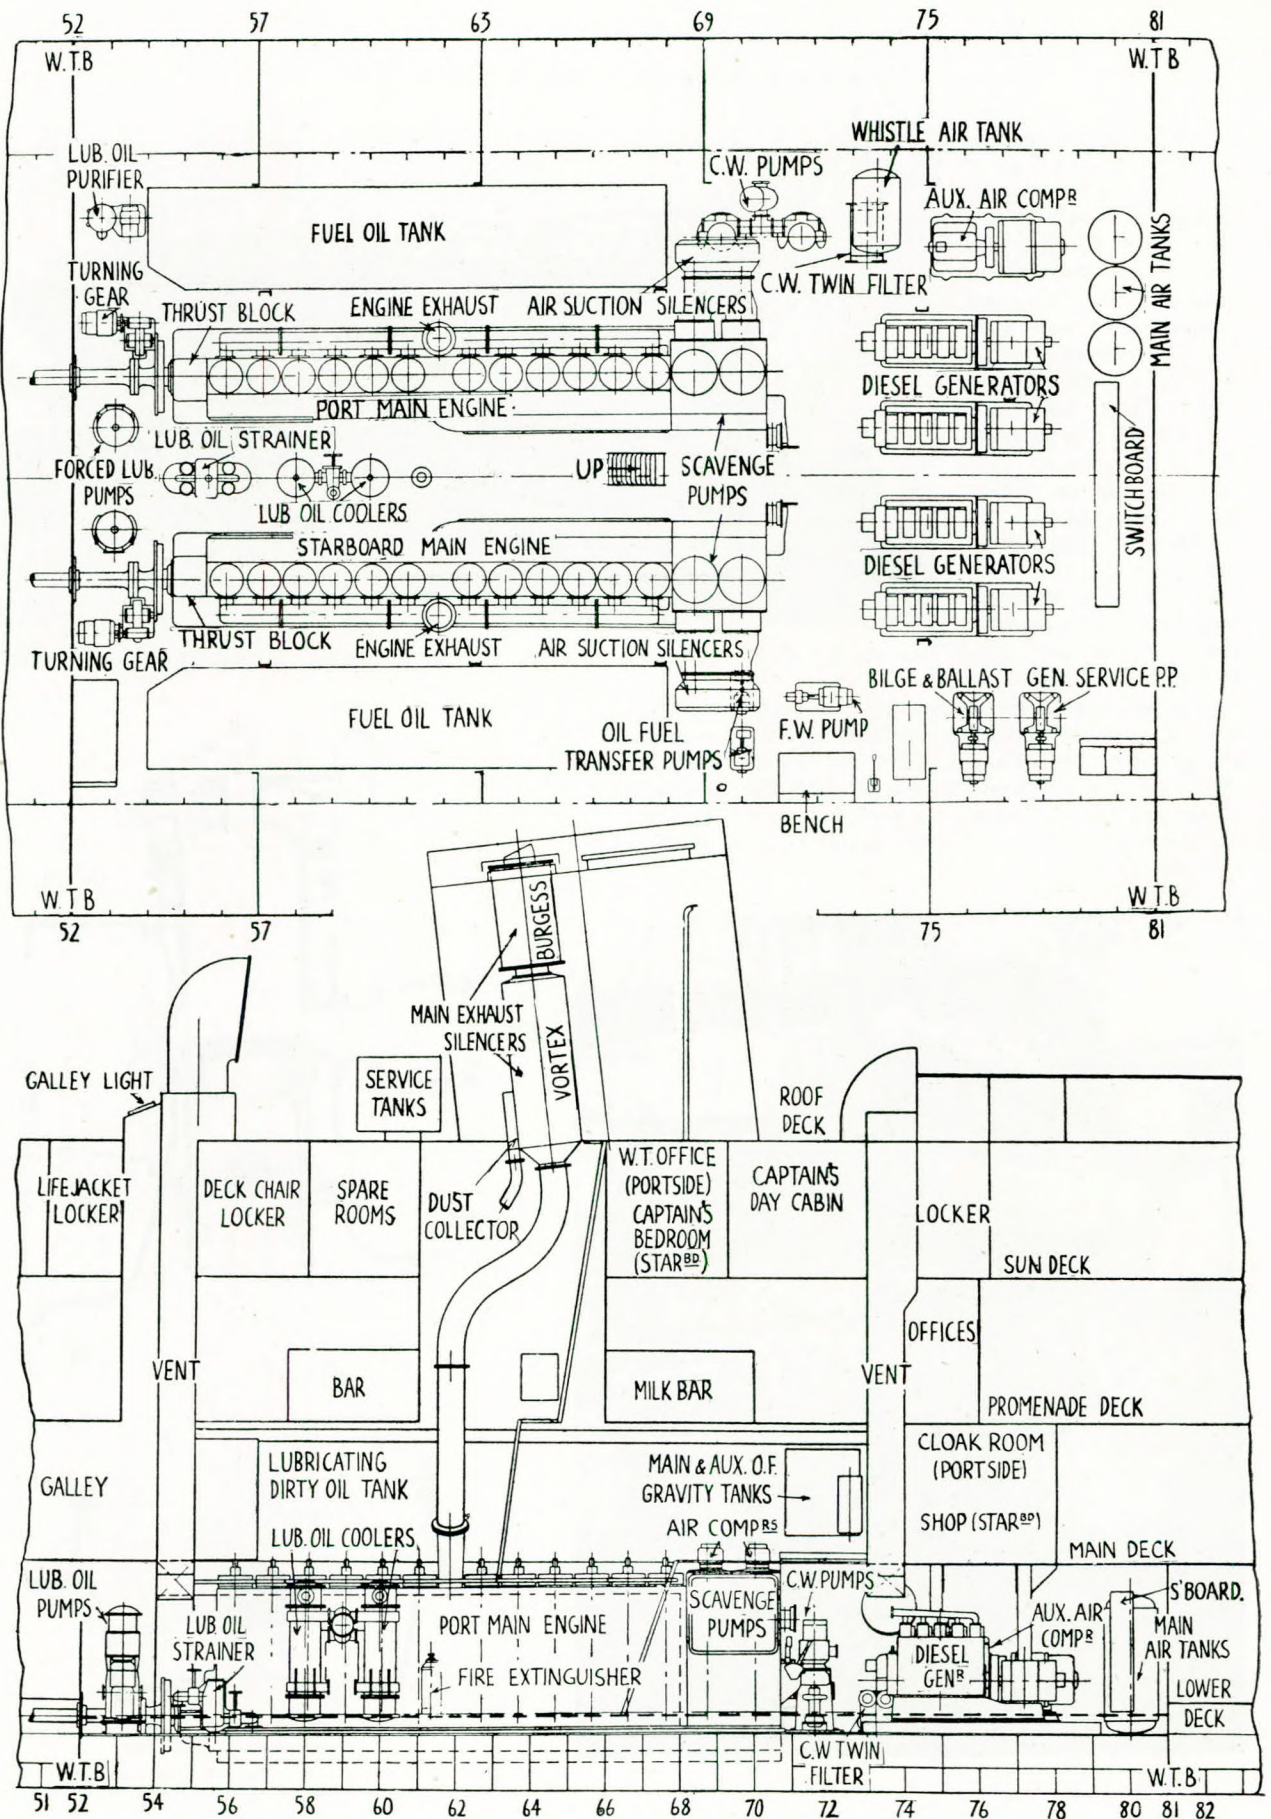 52 57 65 69 75 81
W.T.B W.T.B
WHISTLE AIR TANK
LUB. OIL
PURIFIER
C.W. PUMPS
AUX. AIR COMPR
FUEL OIL TANK
TURNING
GEAR
C.W. TWIN FILTER
THRUST BLOCK
ENGINE EXHAUST
AIR SUCTION SILENCERS
MAIN AIR TANKS
DIESEL GENERATORS
PORT MAIN ENGINE
LUB. OIL STRAINER
FORCED LUB.
PUMPS
UP
SCAVENGE
PUMPS
SWITCHBOARD
LUB OIL COOLERS
STARBOARD MAIN ENGINE
DIESEL GENERATORS
THRUST BLOCK
ENGINE EXHAUST
AIR SUCTION SILENCERS
TURNING GEAR
BILGE & BALLAST
GEN. SERVICE P.P.
FUEL OIL TANK
OIL FUEL
TRANSFER PUMPS
F.W. PUMP
BENCH
W.T.B W.T.B
52 57 75 81
BURGESS
MAIN EXHAUST
SILENCERS
VORTEX
GALLEY LIGHT
SERVICE
TANKS
ROOF
DECK
LIFEJACKET
LOCKER
DECK CHAIR
LOCKER
SPARE
ROOMS
DUST
COLLECTOR
W.T. OFFICE
(PORTSIDE)
CAPTAIN'S
BEDROOM
(STARBD)
CAPTAIN'S
DAY CABIN
LOCKER
SUN DECK
OFFICES
VENT
BAR
MILK BAR
VENT
PROMENADE DECK
GALLEY
LUBRICATING
DIRTY OIL TANK
MAIN & AUX. O.F.
GRAVITY TANKS
CLOAK ROOM
(PORTSIDE)
SHOP (STARBD)
LUB. OIL COOLERS
AIR COMPRS
MAIN DECK
LUB. OIL
PUMPS
C.W. PUMPS
S'BOARD.
LUB. OIL
STRAINER
PORT MAIN ENGINE
SCAVENGE
PUMPS
AUX. AIR
COMPR
MAIN
AIR TANKS
DIESEL
GENR
FIRE EXTINGUISHER
LOWER
DECK
C.W TWIN
FILTER
W.T.B W.T.B
51 52 54 56 58 60 62 64 66 68 70 72 74 76 78 80 82